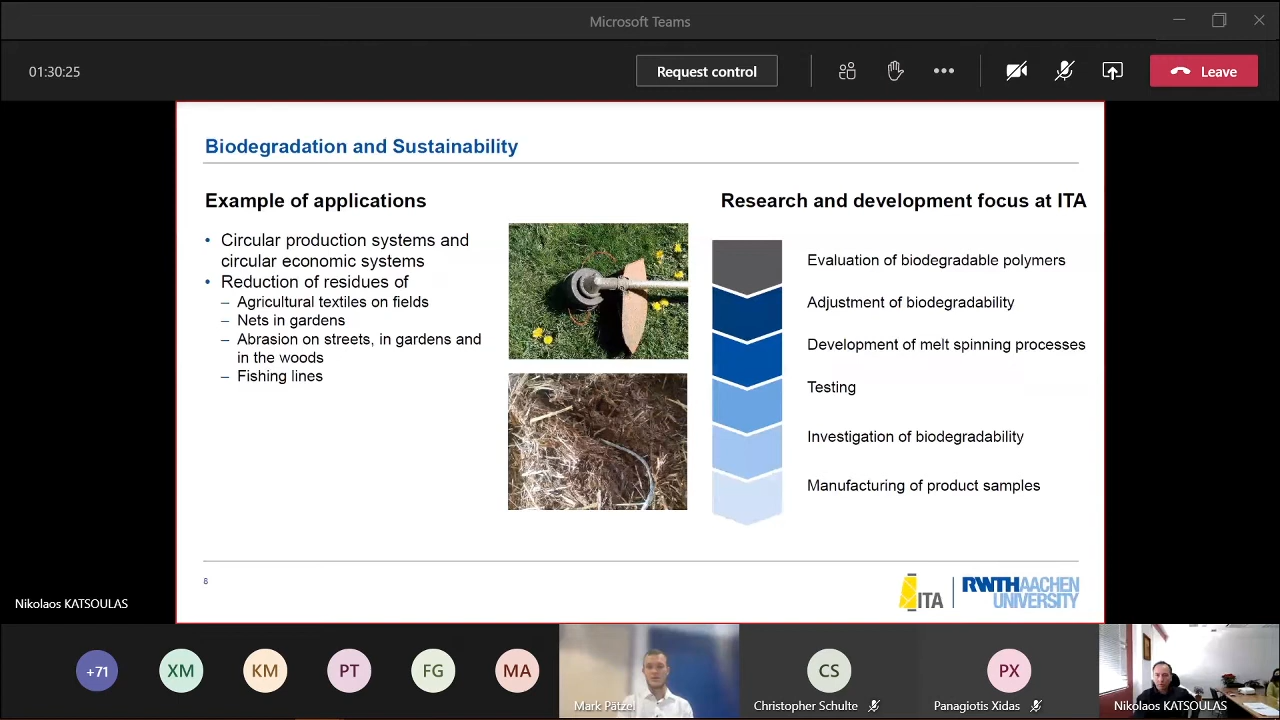 Microsoft Teams
01:30:25
Request control
Leave
Biodegradation and Sustainability
Example of applications
• Circular production systems and
circular economic systems
• Reduction of residues of
– Agricultural textiles on fields
– Nets in gardens
– Abrasion on streets, in gardens and
in the woods
– Fishing lines
Research and development focus at ITA
Evaluation of biodegradable polymers
Adjustment of biodegradability
Development of melt spinning processes
Testing
Investigation of biodegradability
Manufacturing of product samples
8
ITA
RWTHAACHEN
UNIVERSITY
Nikolaos KATSOULAS
+71
XM
KM
PT
FG
MA
Mark Pätzel
CS
Christopher Schulte
PX
Panagiotis Xidas
Nikolaos KATSOULAS